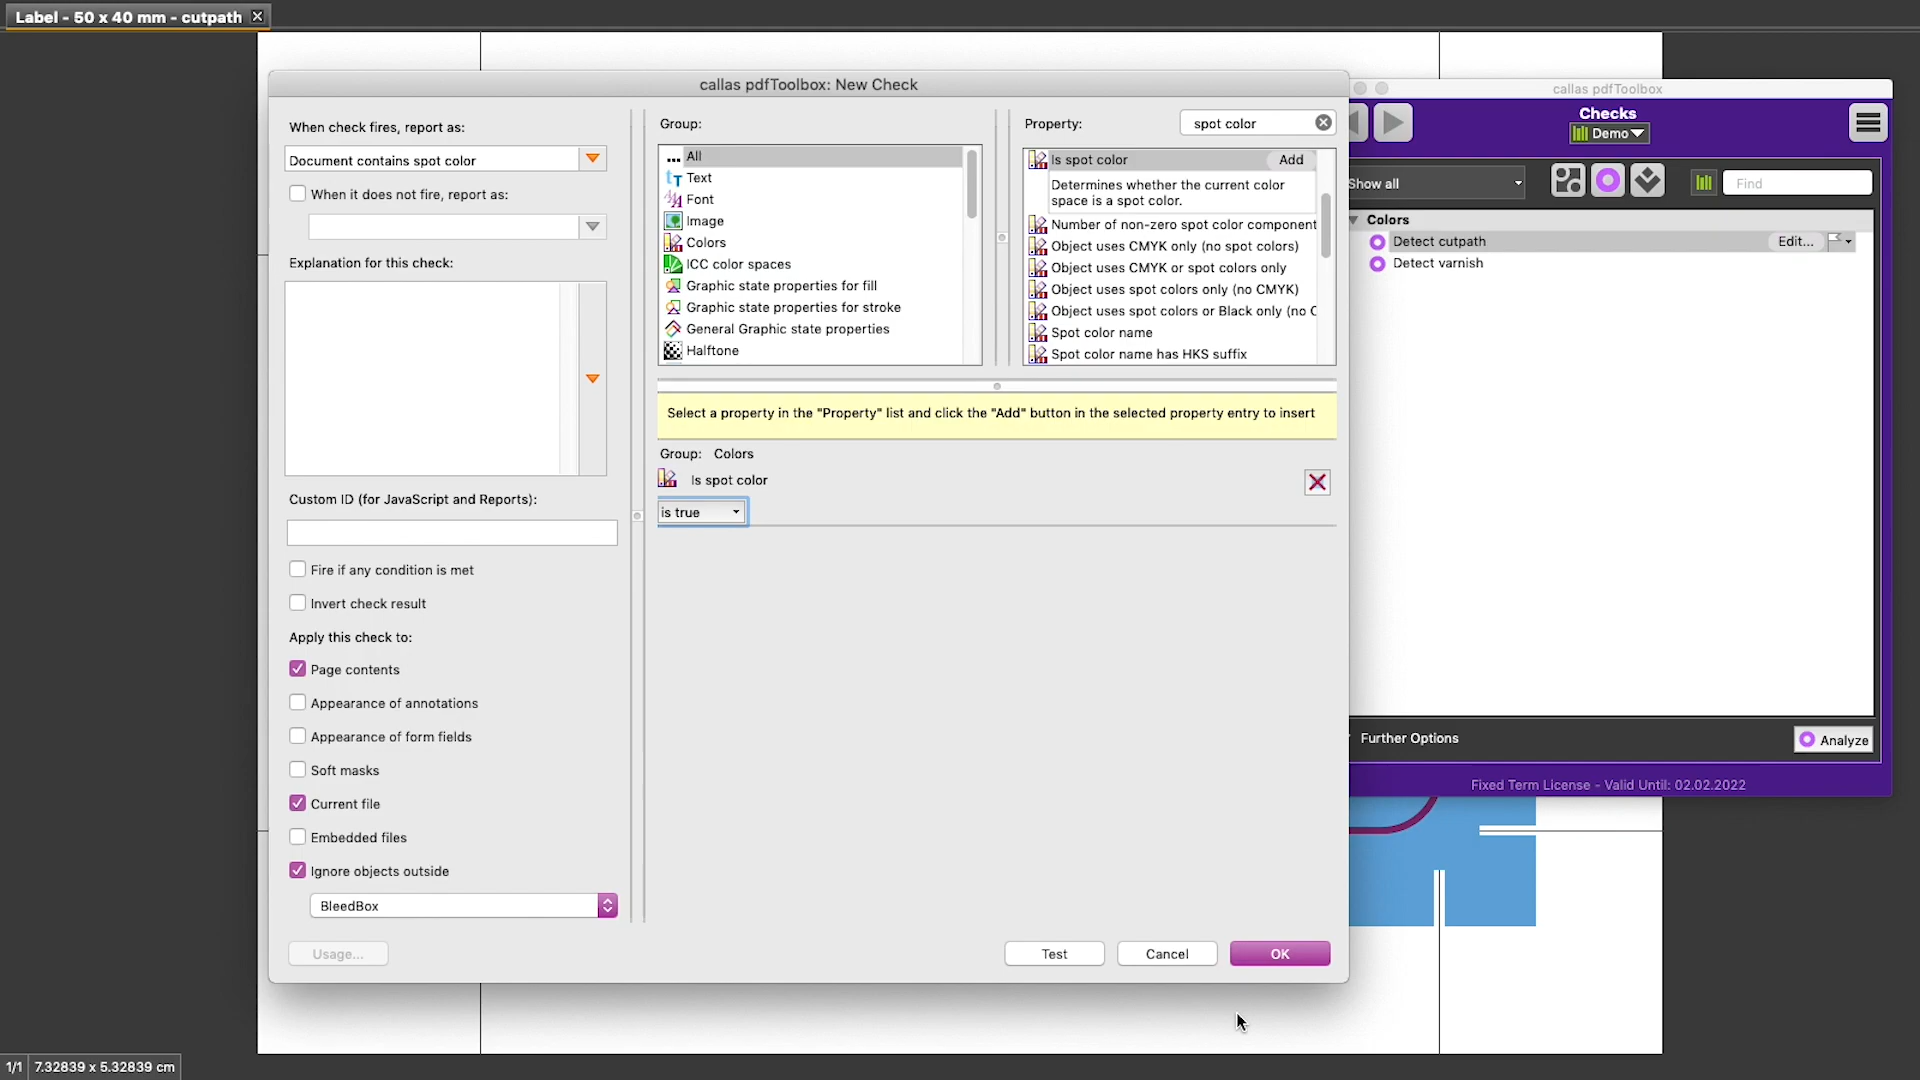 Label - 50 x 40 mm - cutpath
callas pdfToolbox: New Check
When check fires, report as:
Document contains spot color
When it does not fire, report as:
Explanation for this check:
Custom ID (for JavaScript and Reports):
Fire if any condition is met
Invert check result
Apply this check to:
Page contents
Appearance of annotations
Appearance of form fields
Soft masks
Current file
Embedded files
Ignore objects outside
BleedBox
Usage...
Group:
... All
Text
Font
Image
Colors
ICC color spaces
Graphic state properties for fill
Graphic state properties for stroke
General Graphic state properties
Halftone
Property:
spot color
Is spot color
Add
Determines whether the current color
space is a spot color.
Number of non-zero spot color component
Object uses CMYK only (no spot colors)
Object uses CMYK or spot colors only
Object uses spot colors only (no CMYK)
Object uses spot colors or Black only (no C
Spot color name
Spot color name has HKS suffix
Select a property in the "Property" list and click the "Add" button in the selected property entry to insert
Group: Colors
Is spot color
is true
Test
Cancel
OK
callas pdfToolbox
Checks
Demo
Show all
Find
Colors
Detect cutpath
Edit...
Detect varnish
Further Options
Analyze
Fixed Term License - Valid Until: 02.02.2022
1/1
7.32839 x 5.32839 cm